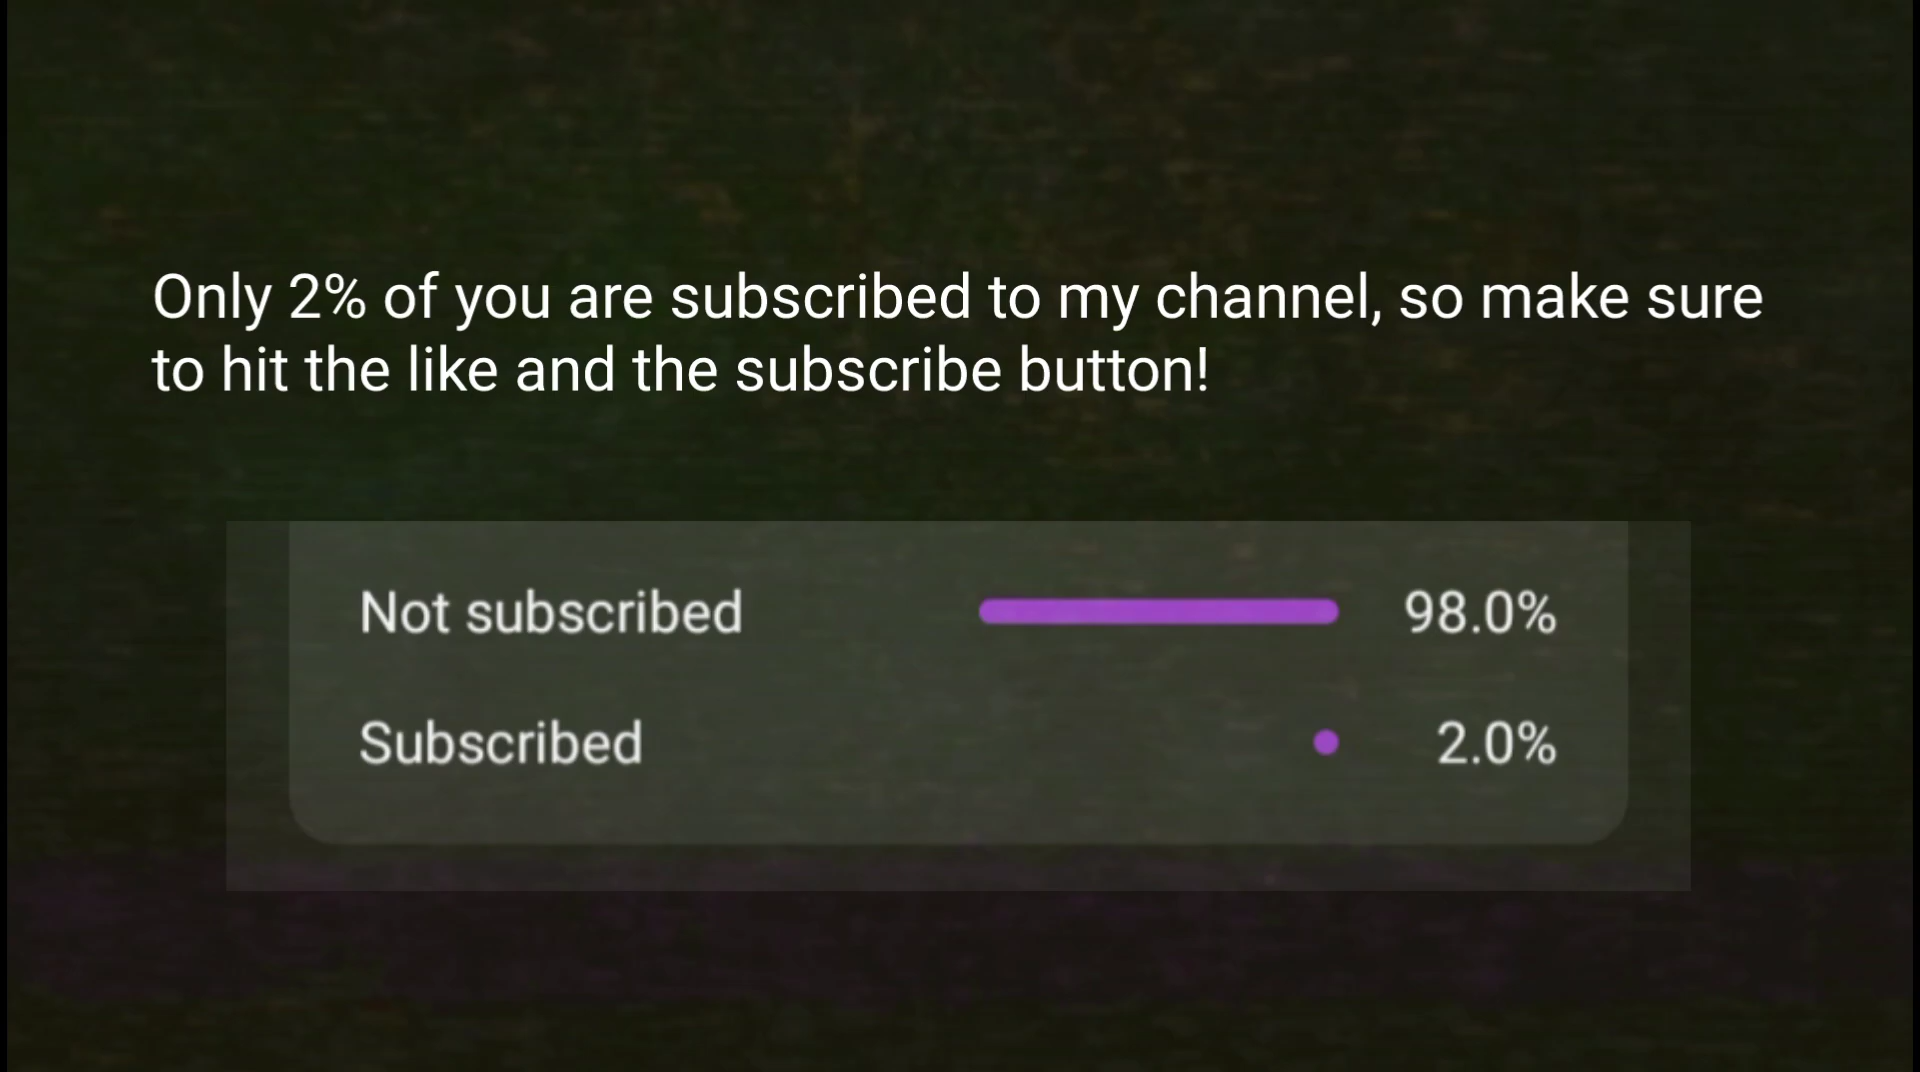 Only 2% of you are subscribed to my channel, so make sure
to hit the like and the subscribe button!
Not subscribed 98.0%
Subscribed 2.0%